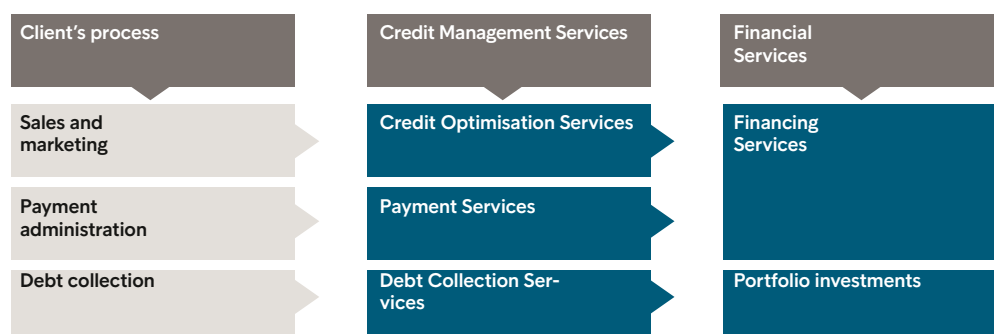 Client's process
Credit Management Services
Financial
Services
Sales and
marketing
Credit Optimisation Services
Financing
Services
Payment
administration
Payment Services
Debt collection
Debt Collection Ser-
vices
Portfolio investments